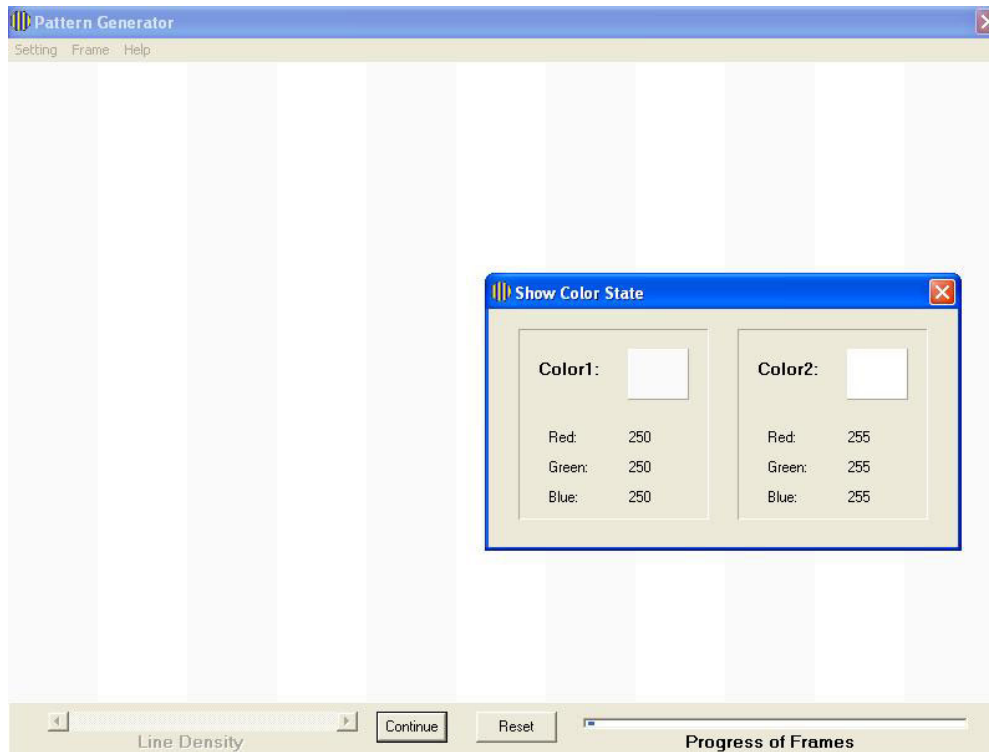 Pattern Generator
Setting Frame Help
Show Color State
Color1: Color2:
Red: 250 Red: 255
Green: 250 Green: 255
Blue: 250 Blue: 255
Continue Reset
Line Density Progress of Frames